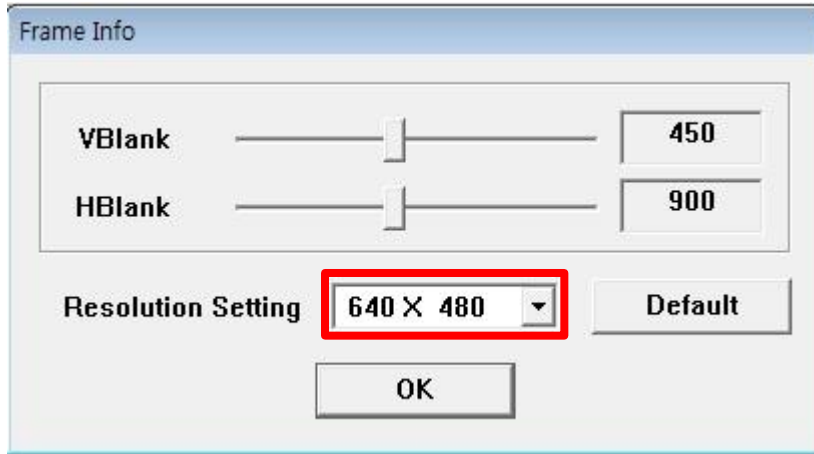 Frame Info
VBlank 450
HBlank 900
Resolution Setting 640 X 480 Default
OK